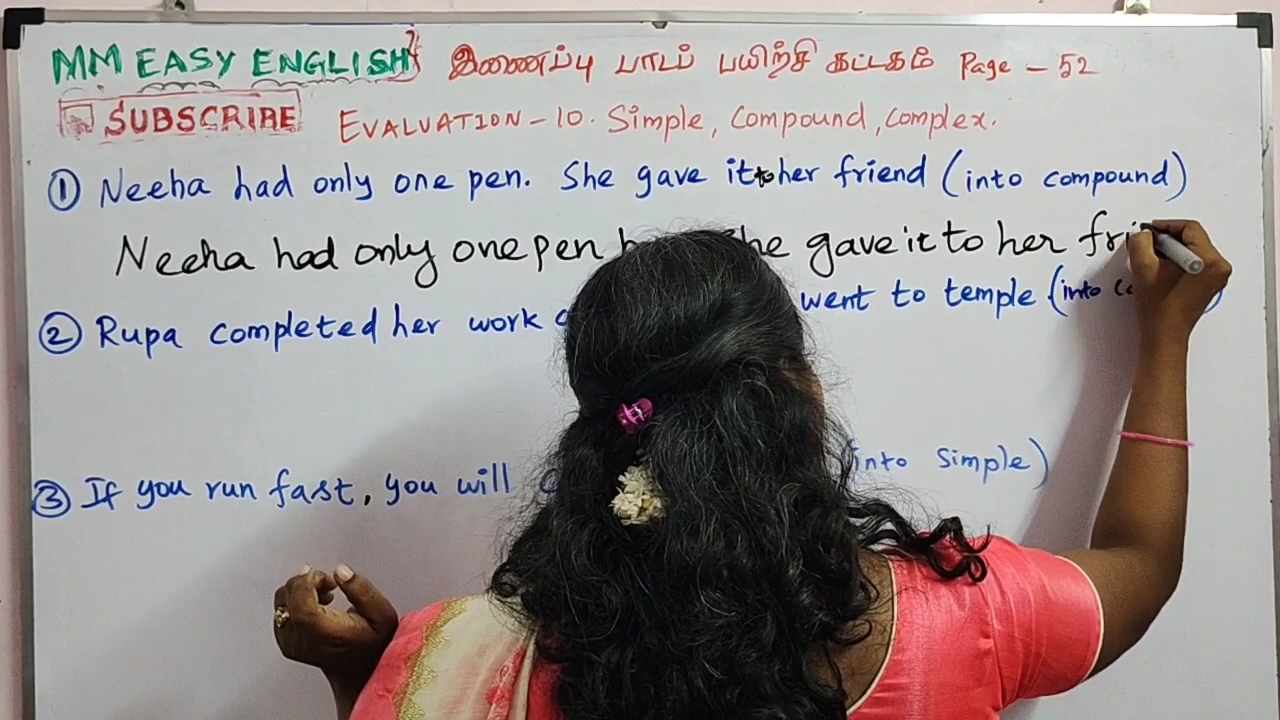 MM EASY ENGLISH இணைப்பு பாடப் பயிற்சி கட்டகம் Page - 52
SUBSCRIBE EVALUATION - 10. Simple, Compound, Complex.
① Neeha had only one pen. She gave it to her friend (into compound)
Neeha had only one pen she gave it to her
② Rupa completed her work went to temple (into
③ If you run fast, you will into Simple)